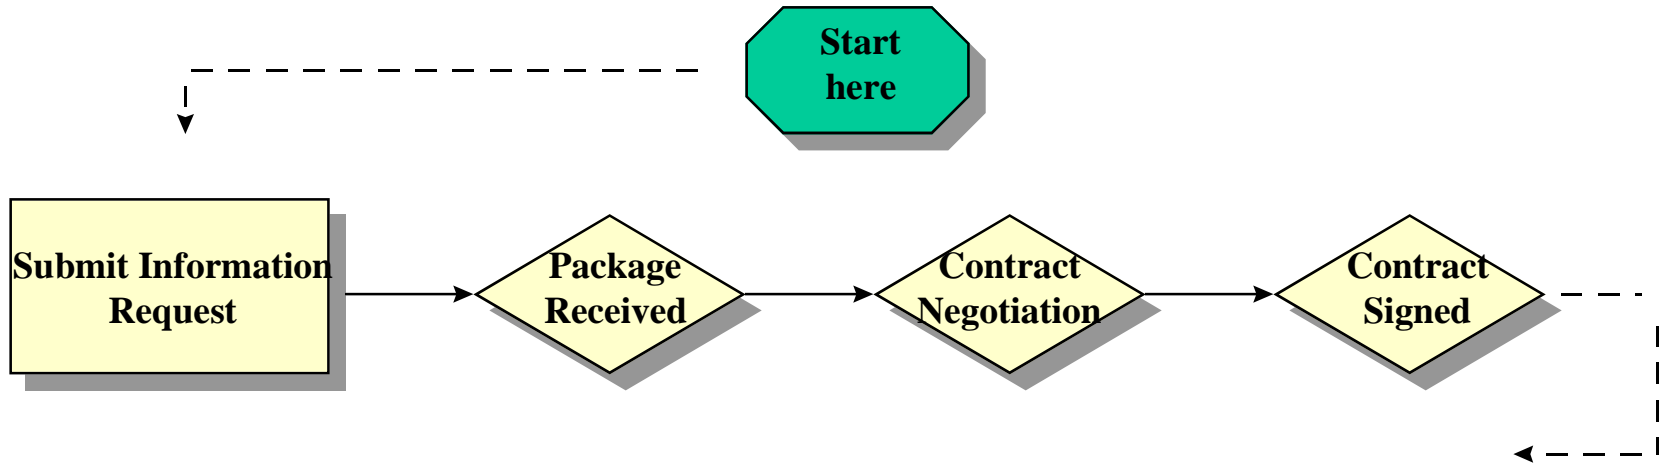 Start
here
Submit Information
Request
Package
Received
Contract
Negotiation
Contract
Signed